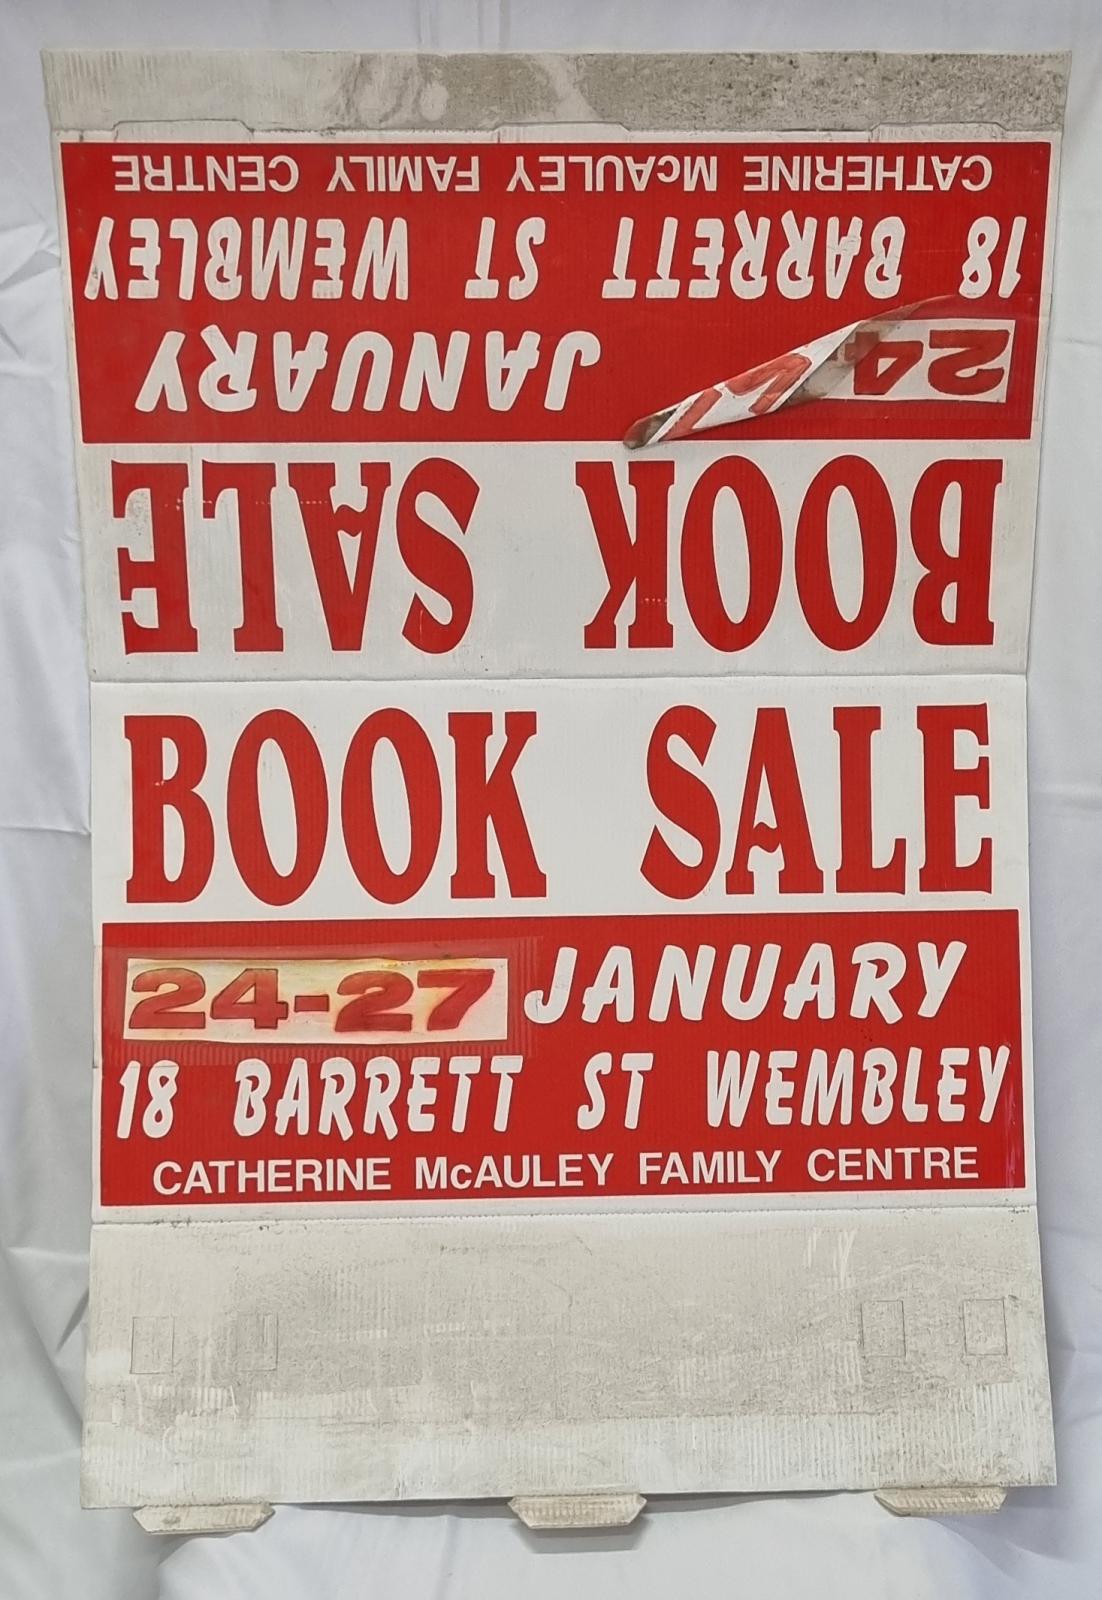 CATHERINE McAULEY FAMILY CENTRE
18 BARRETT ST WEMBLEY
24 JANUARY
BOOK SALE
BOOK SALE
24-27 JANUARY
18 BARRETT ST WEMBLEY
CATHERINE McAULEY FAMILY CENTRE